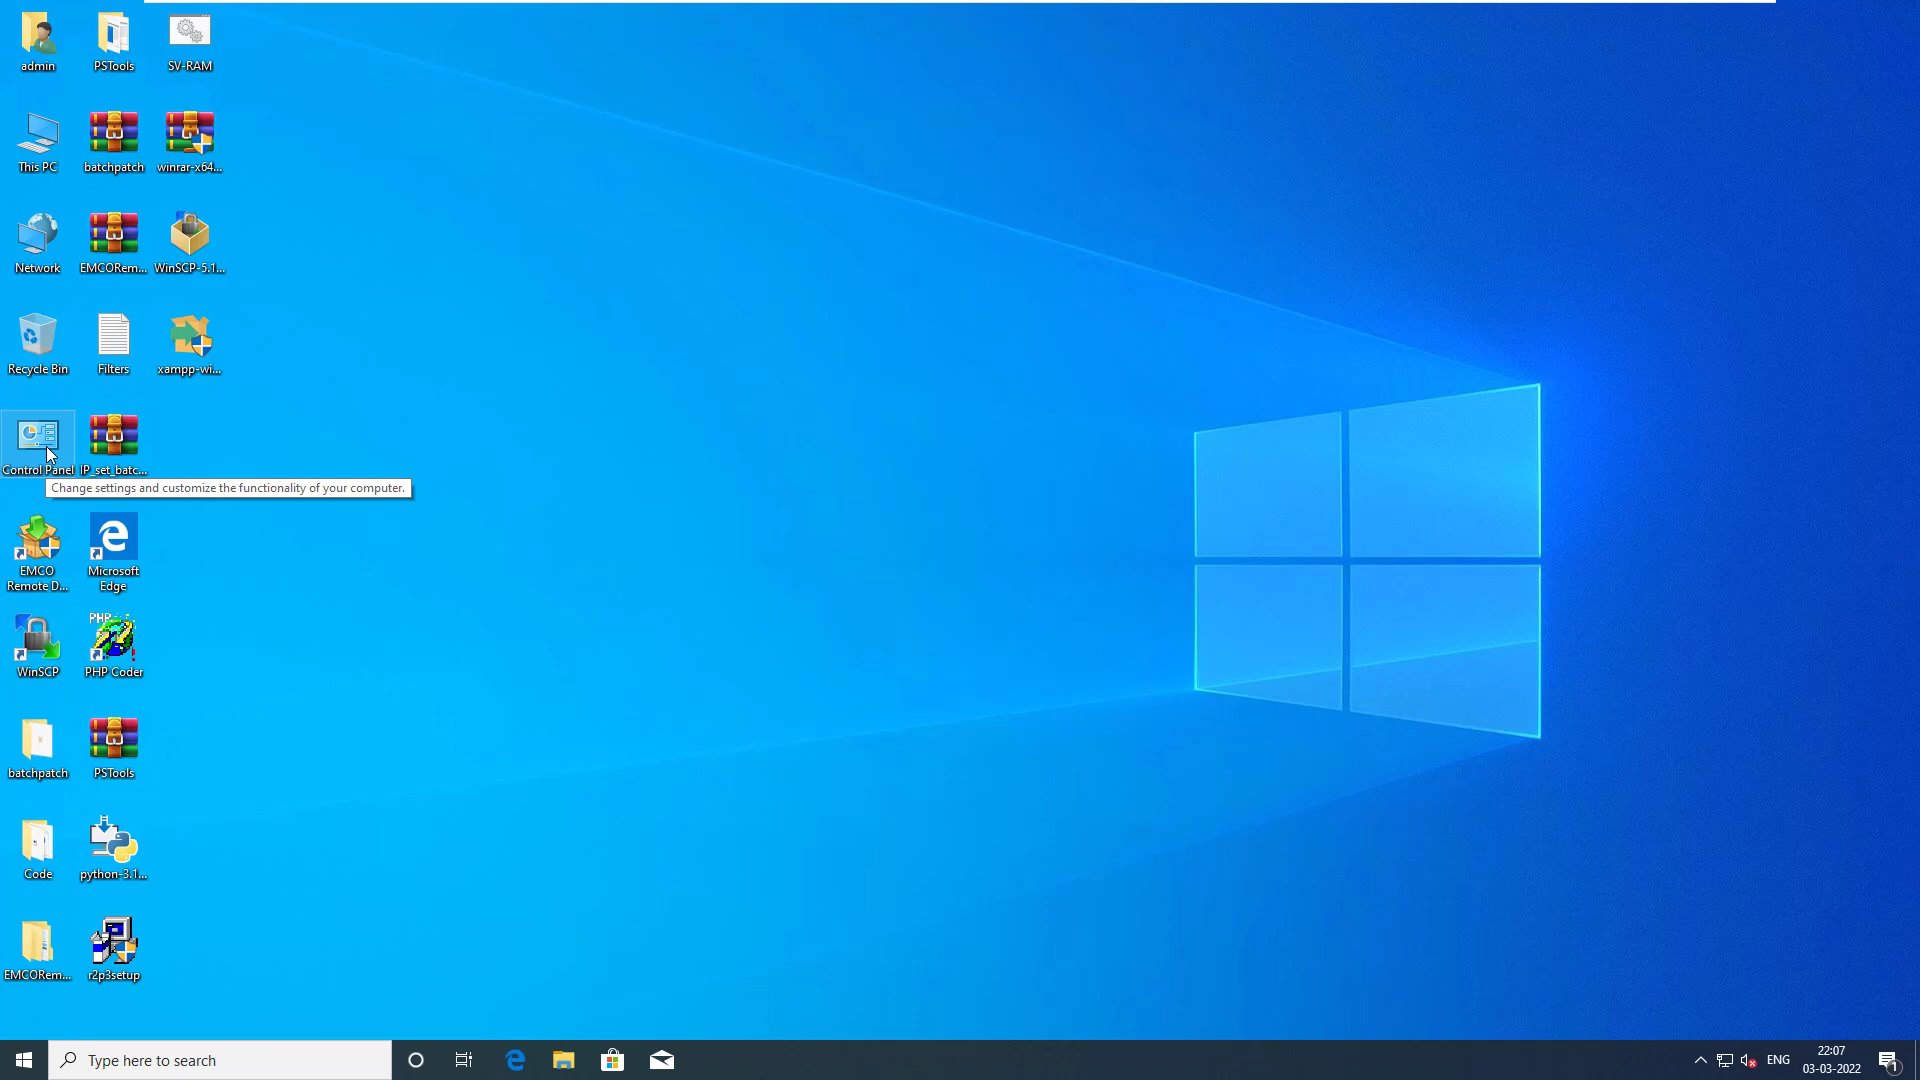 admin
PSTools
SV-RAM
This PC
batchpatch
winrar-x64...
Network
EMCORem...
WinSCP-5.1...
Recycle Bin
Filters
xampp-wi...
Control Panel
IP_set_batc...
Change settings and customize the functionality of your computer.
EMCO
Remote D...
Microsoft
Edge
WinSCP
PHP
PHP Coder
batchpatch
PSTools
Code
python-3.1...
EMCORem...
r2p3setup
Type here to search
ENG
22:07
03-03-2022
1